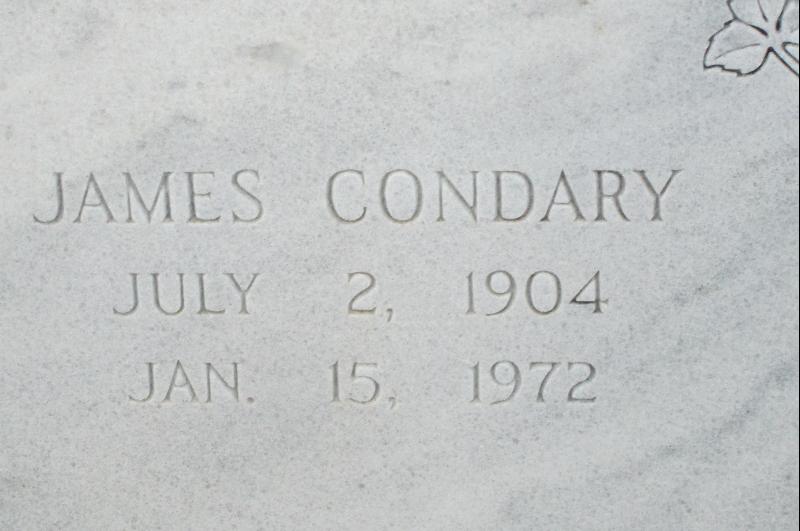 JAMES CONDARY
JULY 2, 1904
JAN. 15, 1972